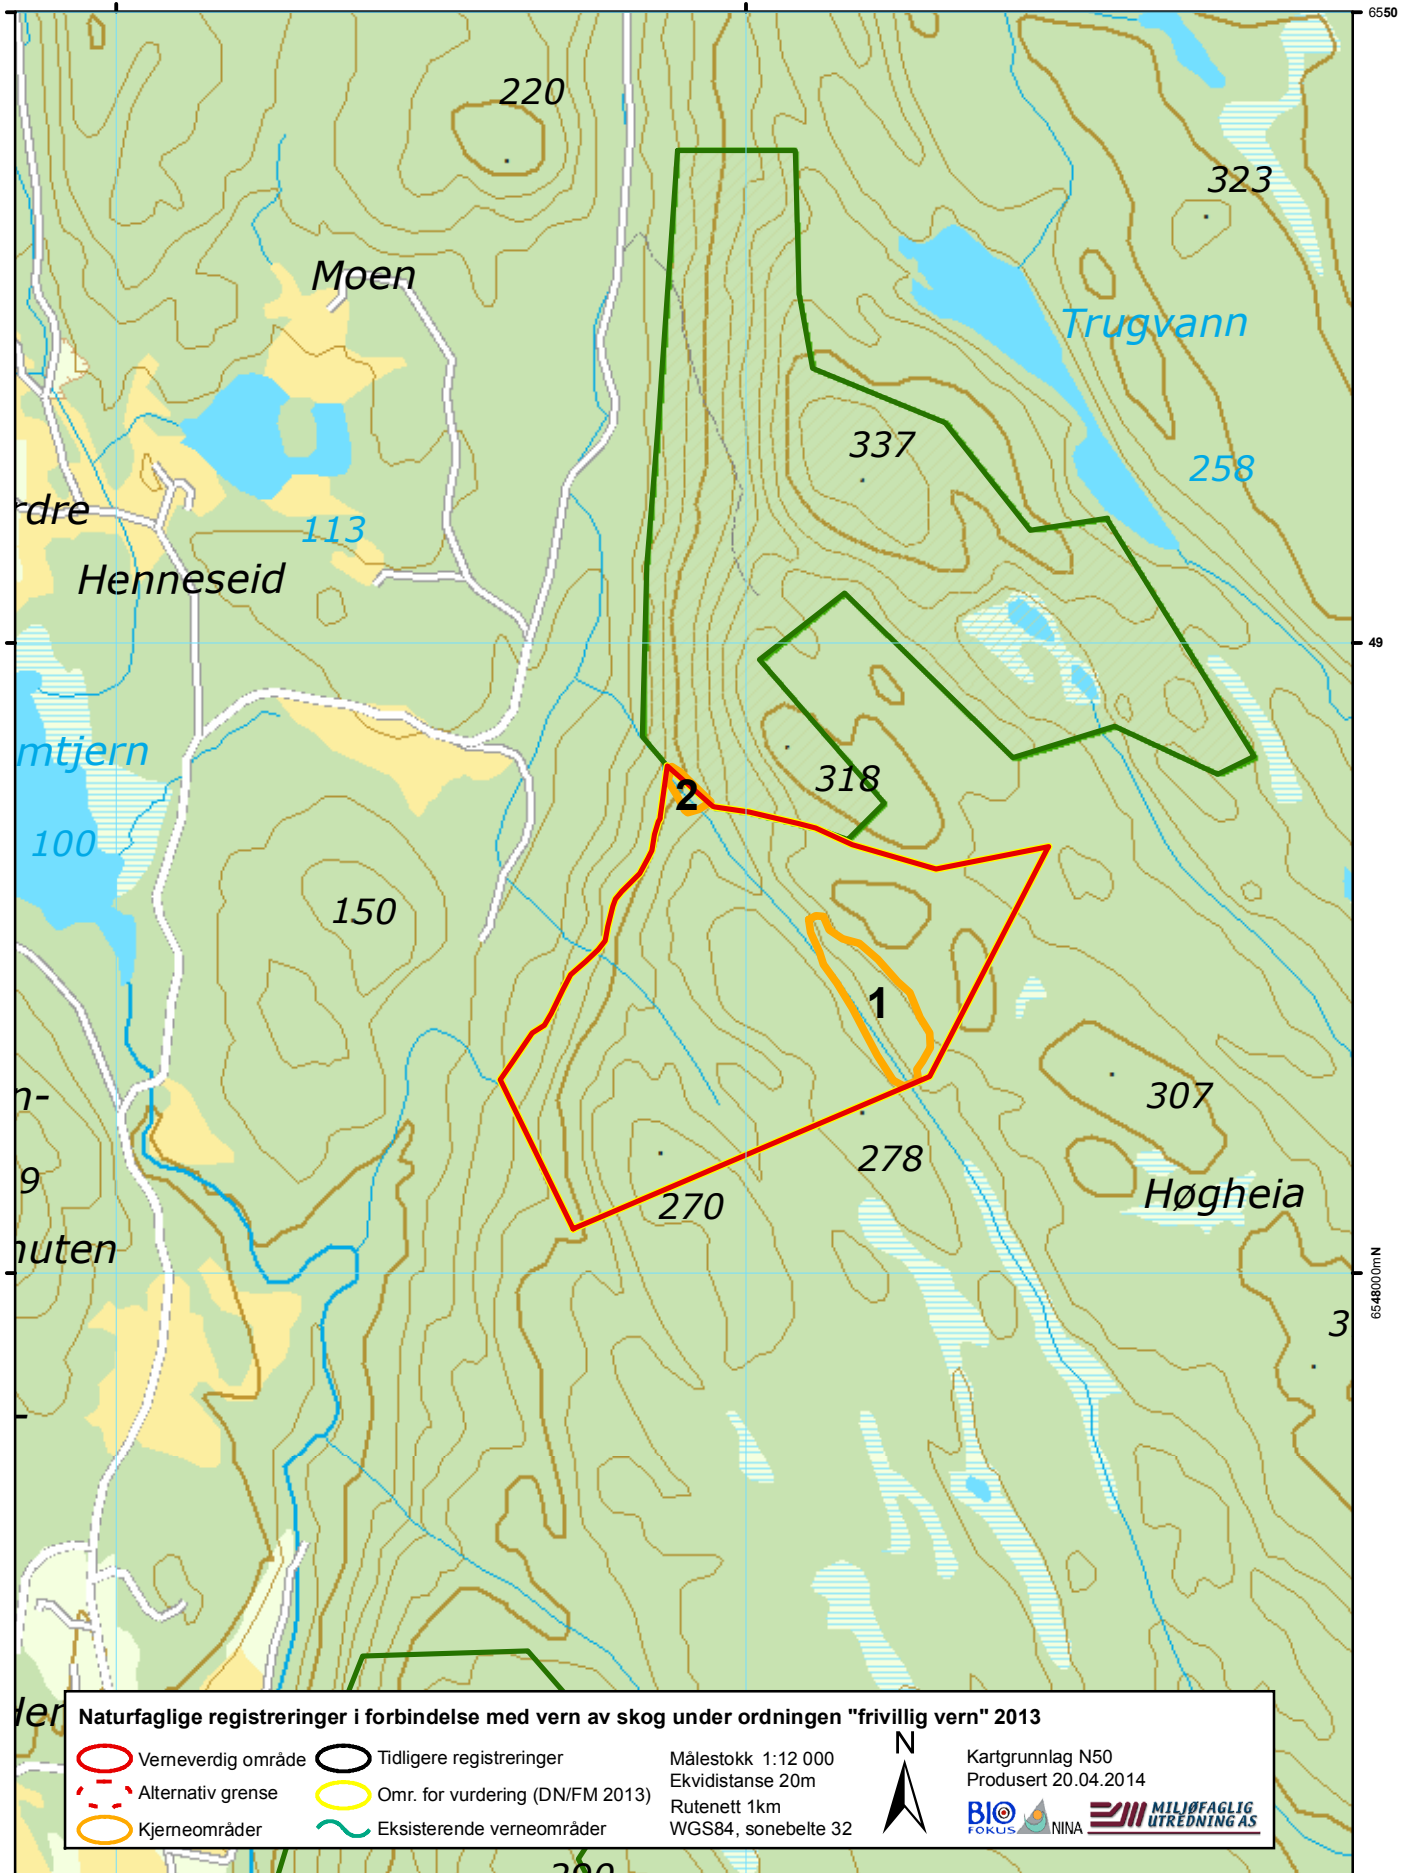 6550
220
323
Moen
Trugvann
337
258
rdre
113
Henneseid
49
mtjern
318
2
100
150
1
307
n-
278
9
Høgheia
270
nuten
6548000mN
3
der
Naturfaglige registreringer i forbindelse med vern av skog under ordningen "frivillig vern" 2013
Verneverdig område
Tidligere registreringer
Målestokk 1:12 000
N
Kartgrunnlag N50
Alternativ grense
Omr. for vurdering (DN/FM 2013)
Ekvidistanse 20m
Produsert 20.04.2014
Kjerneområder
Eksisterende verneområder
Rutenett 1km
WGS84, sonebelte 32
BIO
FOKUS
NINA
MILJØFAGLIG
UTREDNING AS